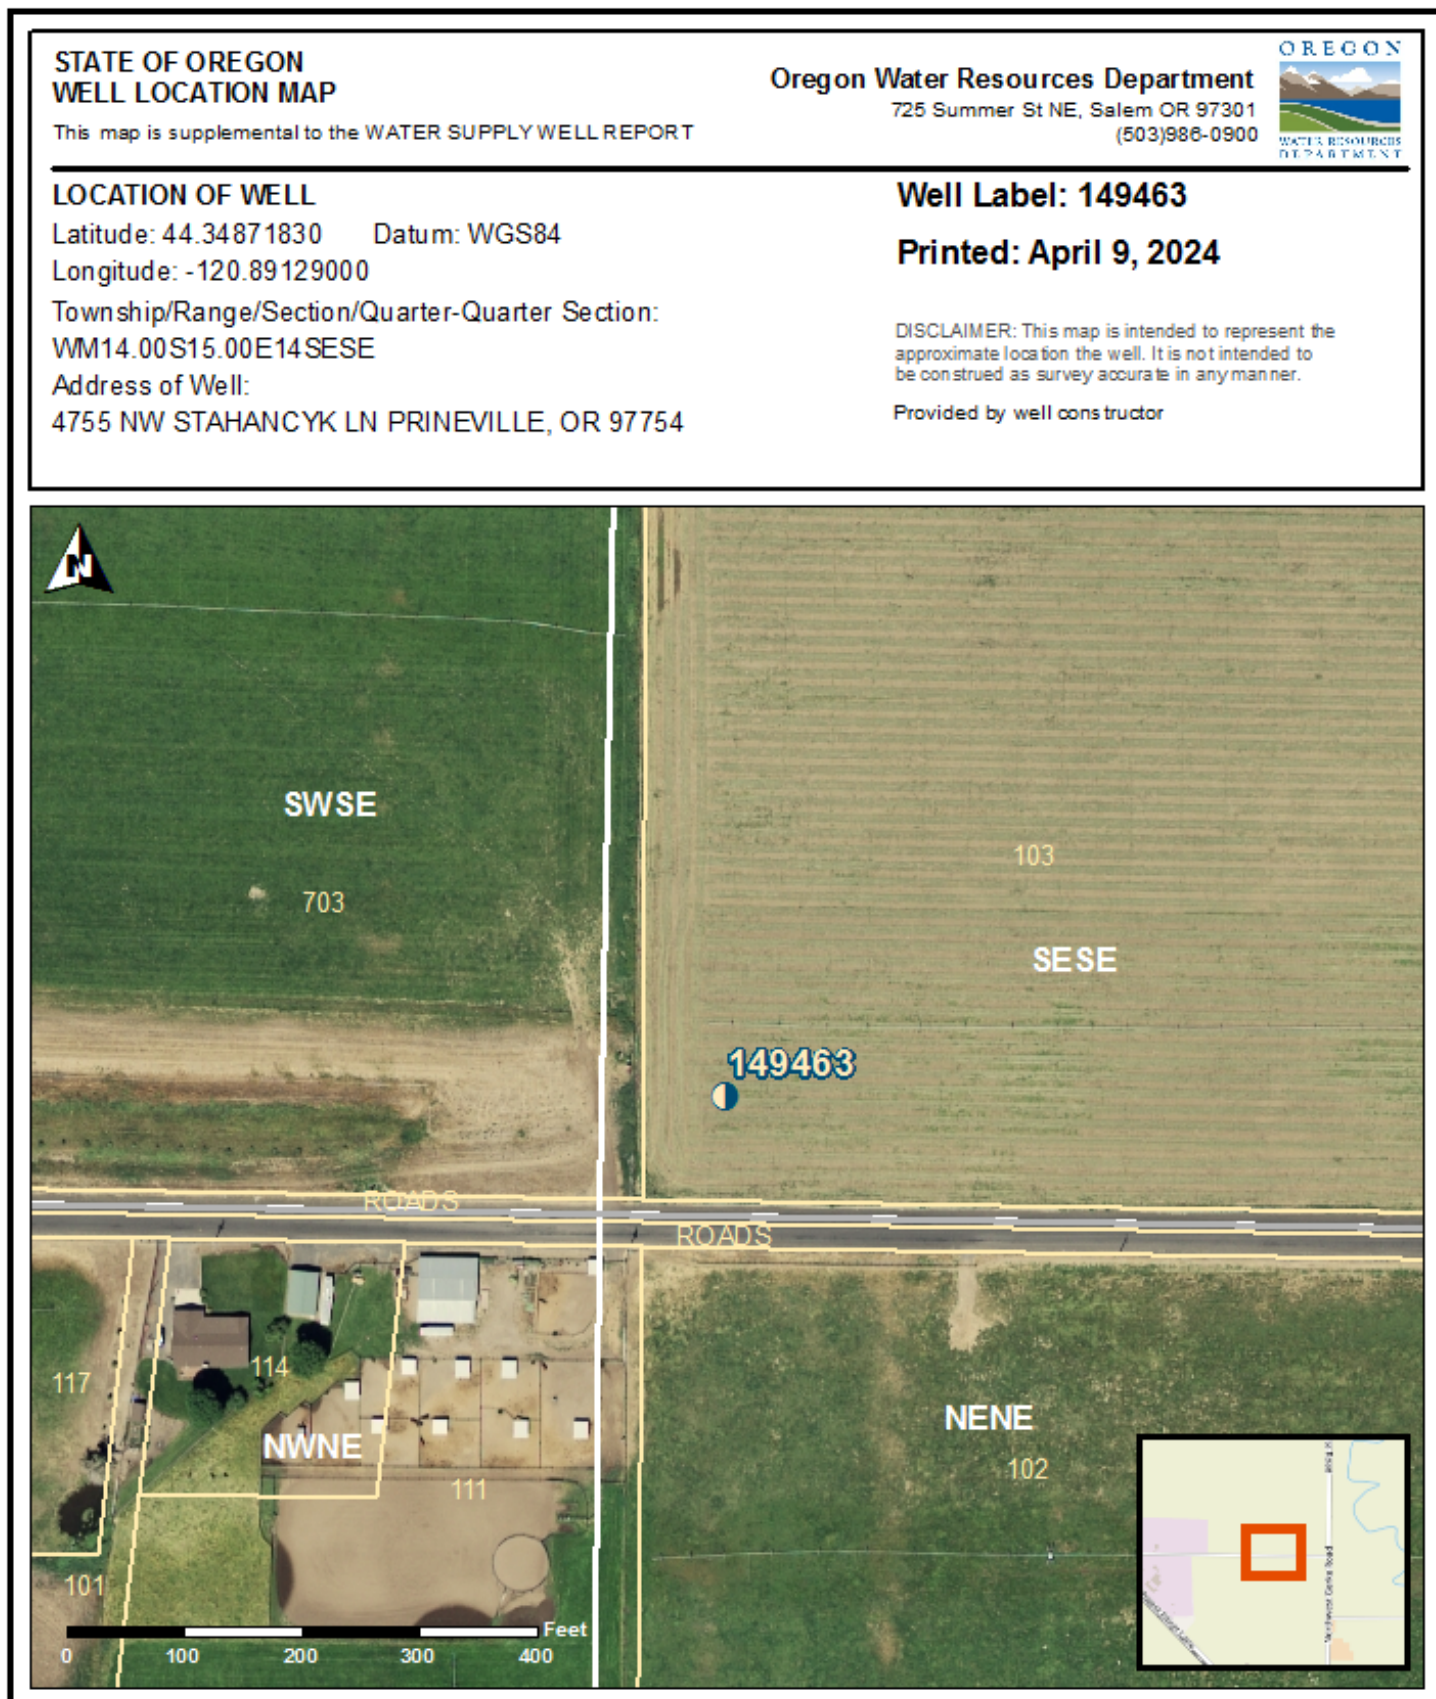 STATE OF OREGON
WELL LOCATION MAP
This map is supplemental to the WATER SUPPLY WELL REPORT
Oregon Water Resources Department
725 Summer St NE, Salem OR 97301
(503)986-0900
OREGON
WATER RESOURCES
DEPARTMENT
LOCATION OF WELL
Latitude: 44.34871830 Datum: WGS84
Longitude: -120.89129000
Township/Range/Section/Quarter-Quarter Section:
WM14.00S15.00E14SESE
Address of Well:
4755 NW STAHANCYK LN PRINEVILLE, OR 97754
Well Label: 149463
Printed: April 9, 2024
DISCLAIMER: This map is intended to represent the
approximate location the well. It is not intended to
be construed as survey accurate in any manner.
Provided by well constructor
N
SWSE
703
103
SESE
149463
ROADS
ROADS
117
114
NWNE
111
NENE
102
101
Feet
0 100 200 300 400
Northwest Road
Lane